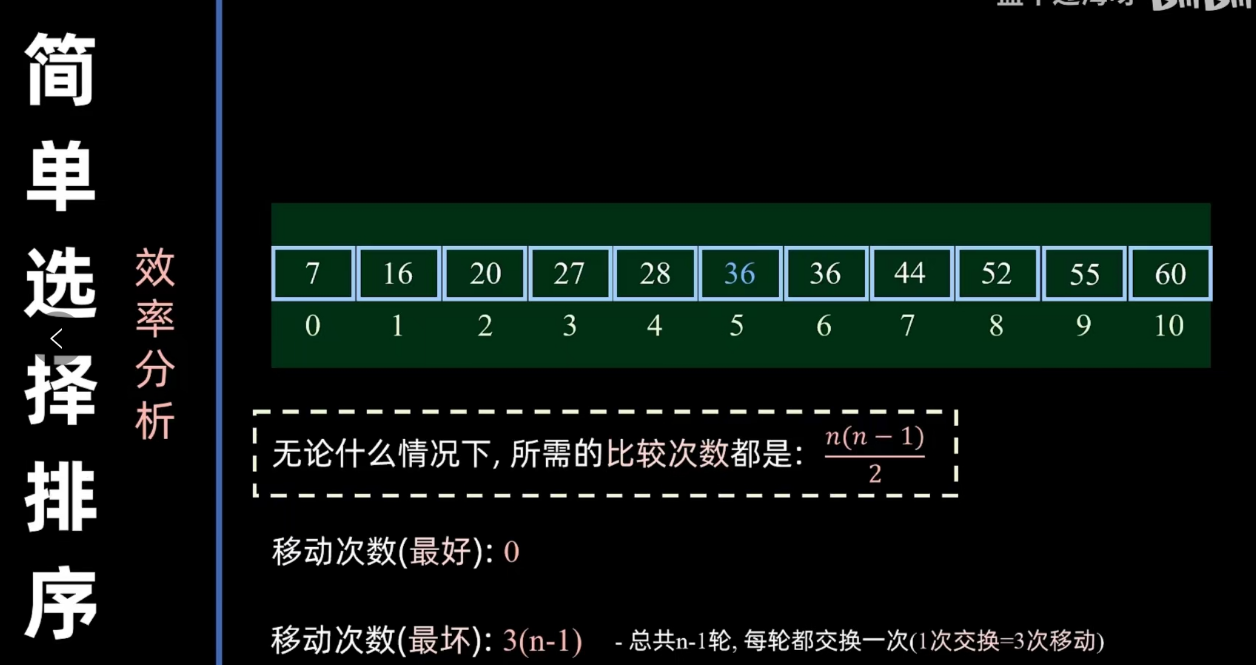 简单选择排序
效率分析
7 16 20 27 28 36 36 44 52 55 60
0 1 2 3 4 5 6 7 8 9 10
无论什么情况下, 所需的比较次数都是: n(n − 1)/2
移动次数(最好): 0
移动次数(最坏): 3(n-1) - 总共n-1轮, 每轮都交换一次(1次交换=3次移动)